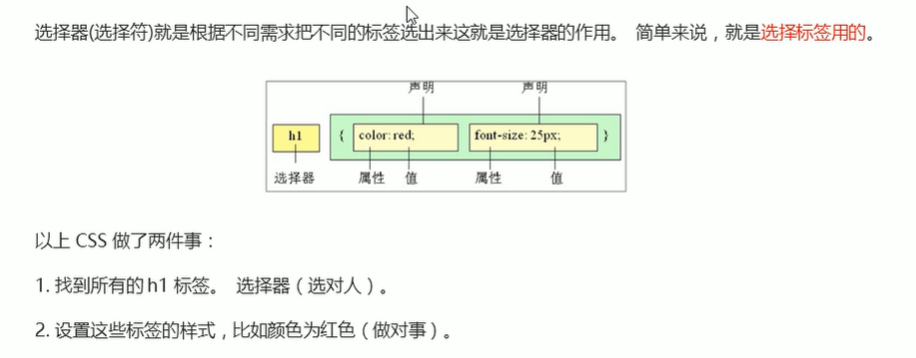 选择器(选择符)就是根据不同需求把不同的标签选出来这就是选择器的作用。 简单来说，就是选择标签用的。
声明 声明
h1 { color: red; font-size: 25px; }
选择器 属性 值 属性 值
以上 CSS 做了两件事：
1. 找到所有的 h1 标签。 选择器（选对人）。
2. 设置这些标签的样式，比如颜色为红色（做对事）。